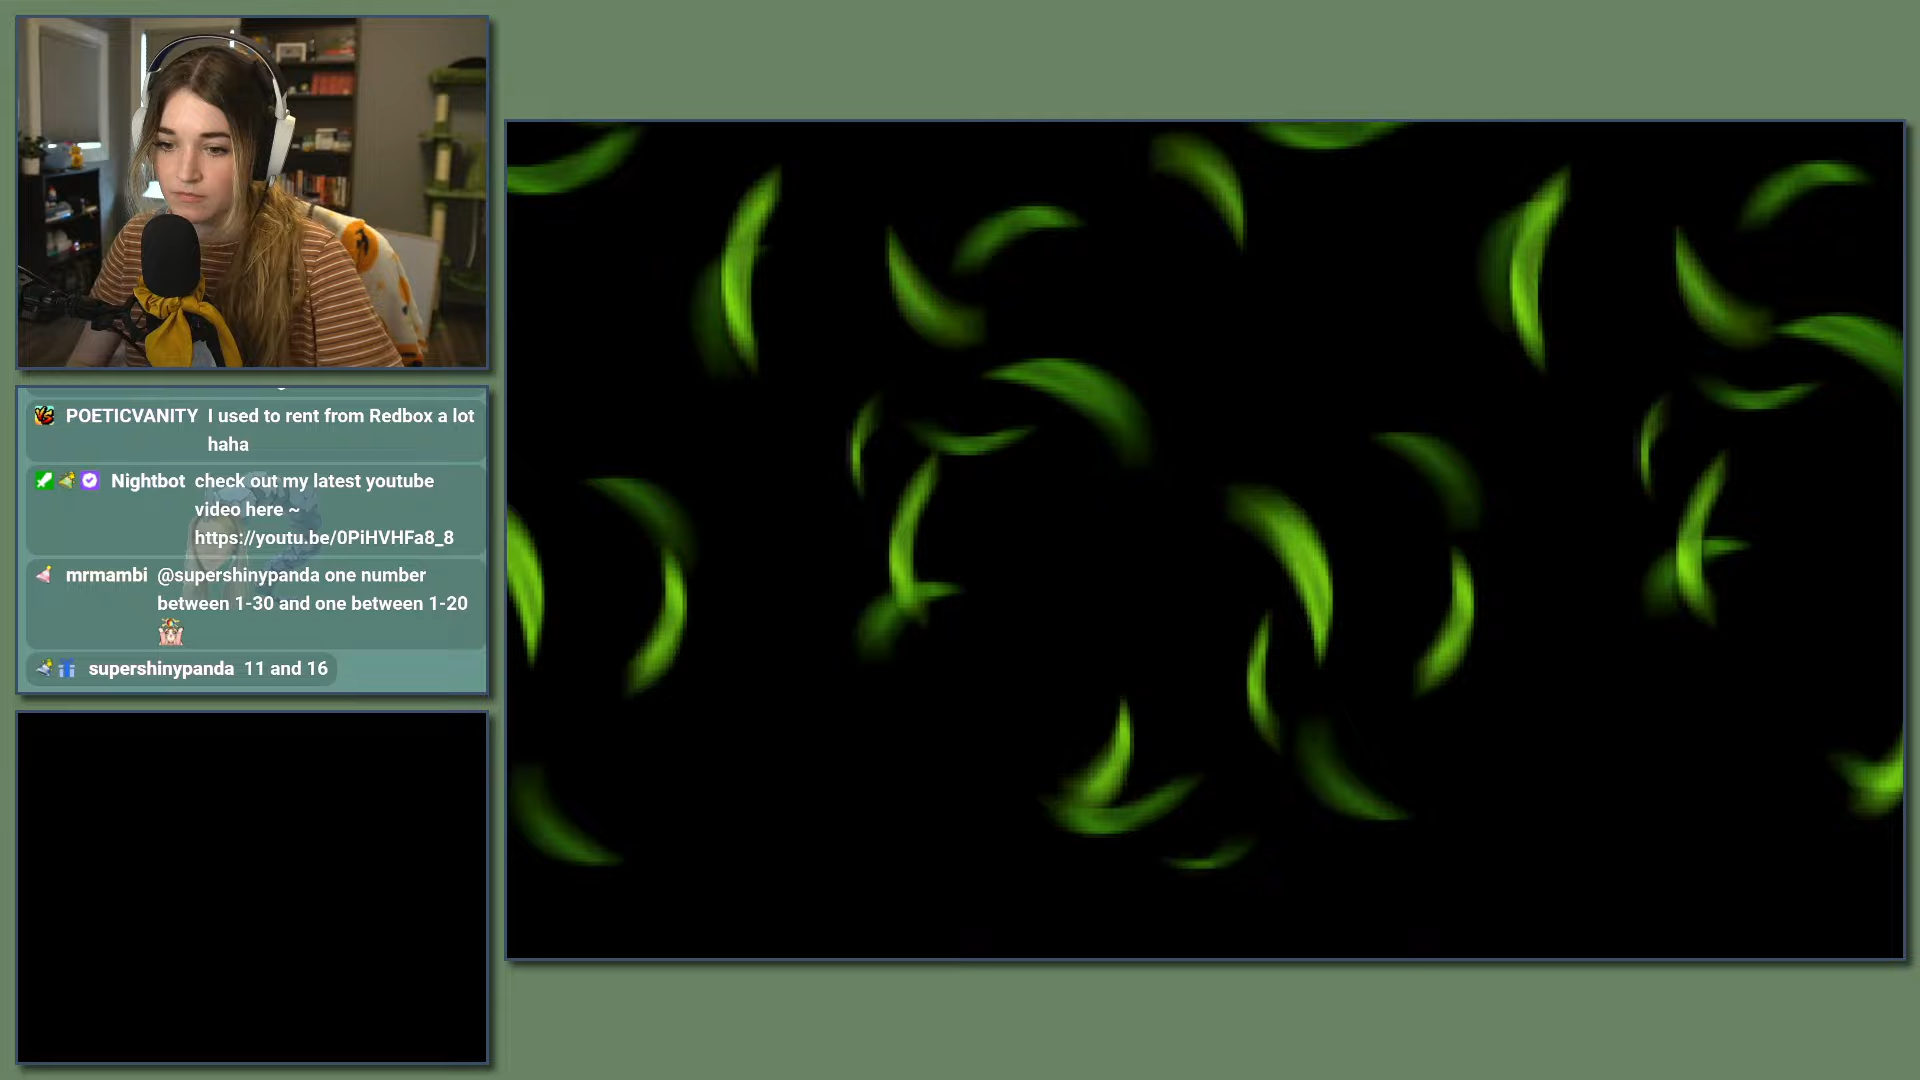 POETICVANITY I used to rent from Redbox a lot
haha
Nightbot check out my latest youtube
video here ~
https://youtu.be/0PiHVHFa8_8
mrmambi @supershinypanda one number
between 1-30 and one between 1-20
supershinypanda 11 and 16